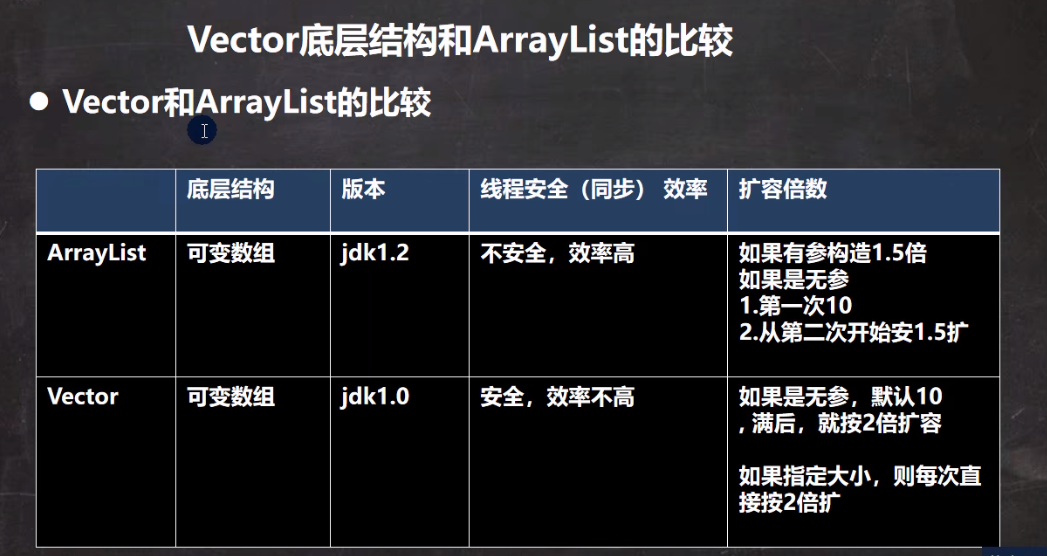 Vector底层结构和ArrayList的比较
Vector和ArrayList的比较
底层结构
版本
线程安全（同步） 效率
扩容倍数
ArrayList
可变数组
jdk1.2
不安全，效率高
如果有参构造1.5倍
如果是无参
1.第一次10
2.从第二次开始安1.5扩
Vector
可变数组
jdk1.0
安全，效率不高
如果是无参，默认10
, 满后，就按2倍扩容
如果指定大小，则每次直
接按2倍扩